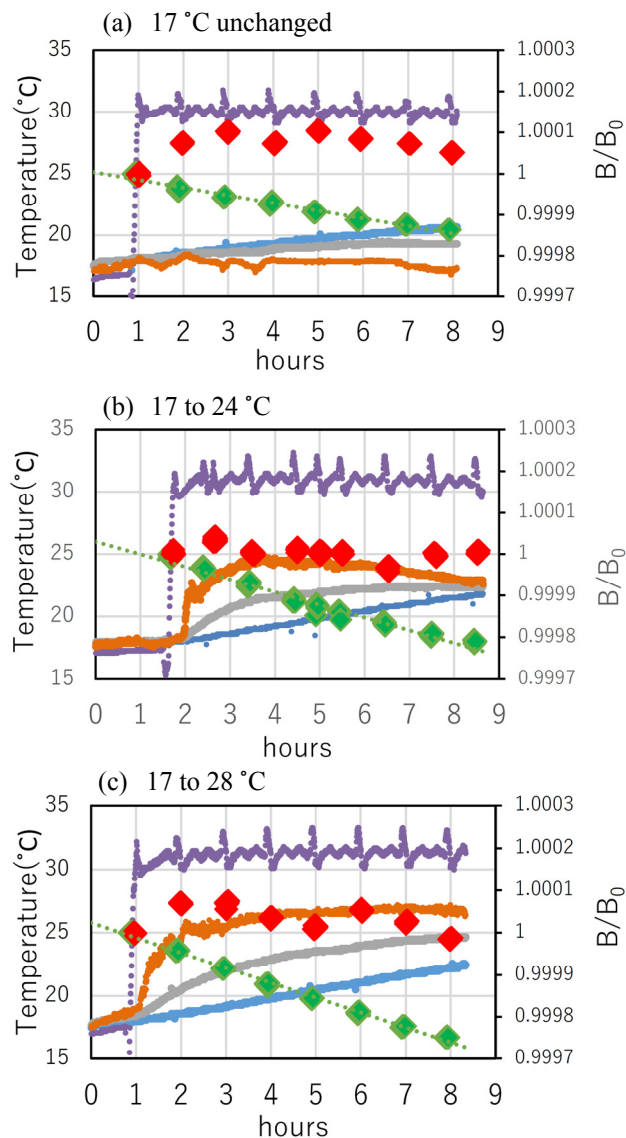 (a) 17 ˚C unchanged
35
30
25
20
15
Temperature(˚C)
1.0003
1.0002
1.0001
1
0.9999
0.9998
0.9997
B/B0
0 1 2 3 4 5 6 7 8 9
hours
(b) 17 to 24 ˚C
35
30
25
20
15
Temperature(˚C)
1.0003
1.0002
1.0001
1
0.9999
0.9998
0.9997
B/B0
0 1 2 3 4 5 6 7 8 9
hours
(c) 17 to 28 ˚C
35
30
25
20
15
Temperature(˚C)
1.0003
1.0002
1.0001
1
0.9999
0.9998
0.9997
B/B0
0 1 2 3 4 5 6 7 8 9
hours